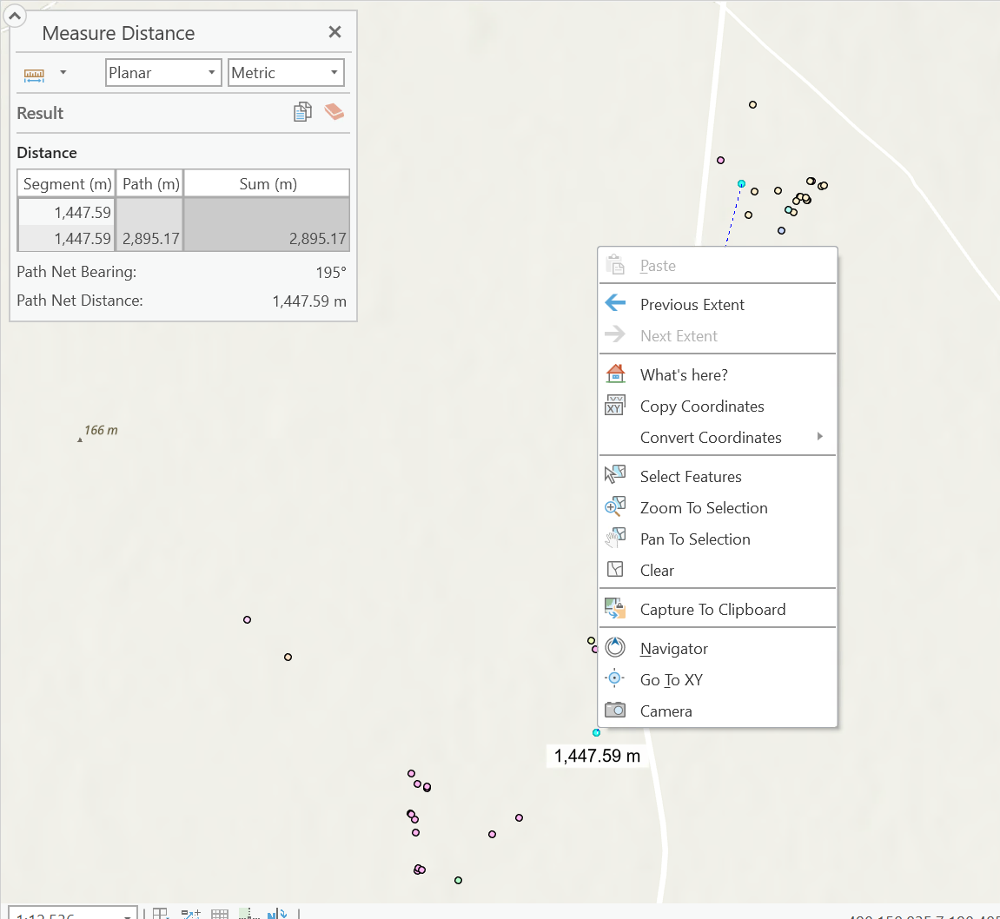 Measure Distance
Planar
Metric
Result
Distance
Segment (m) Path (m) Sum (m)
1,447.59
1,447.59 2,895.17 2,895.17
Path Net Bearing: 195°
Path Net Distance: 1,447.59 m
166 m
Paste
Previous Extent
Next Extent
What's here?
XY
Copy Coordinates
Convert Coordinates
Select Features
Zoom To Selection
Pan To Selection
Clear
Capture To Clipboard
Navigator
Go To XY
Camera
1,447.59 m